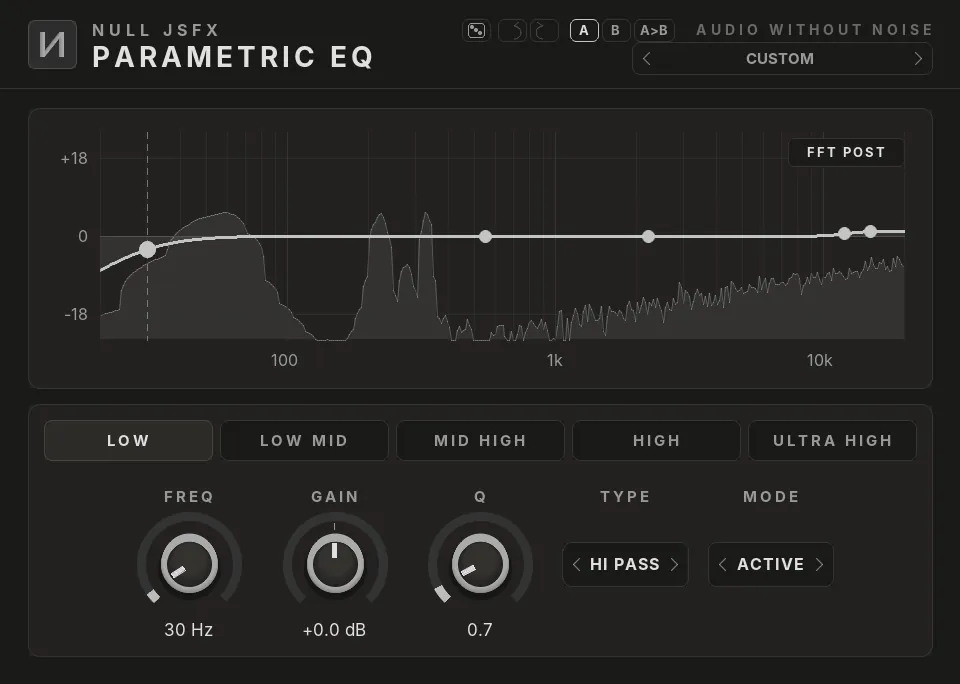 NULL JSFX
PARAMETRIC EQ
A B A>B
AUDIO WITHOUT NOISE
CUSTOM
FFT POST
+18
0
-18
100 1k 10k
LOW LOW MID MID HIGH HIGH ULTRA HIGH
FREQ GAIN Q TYPE MODE
HI PASS ACTIVE
30 Hz +0.0 dB 0.7